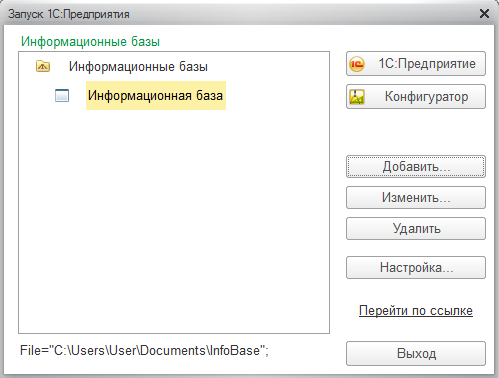 Запуск 1С:Предприятия
Информационные базы
Информационные базы
Информационная база
1С:Предприятие
Конфигуратор
Добавить...
Изменить...
Удалить
Настройка...
Перейти по ссылке
Выход
File="C:\Users\User\Documents\InfoBase";